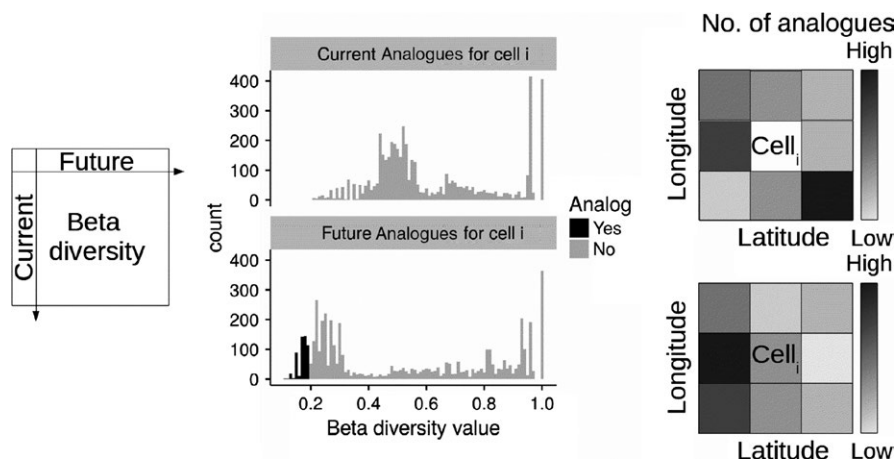 Future
Current
Beta
diversity
Current Analogues for cell i
400
300
200
100
0
count
Future Analogues for cell i
400
300
200
100
0
0.2 0.4 0.6 0.8 1.0
Beta diversity value
Analog
Yes
No
No. of analogues
High
Longitude
Cell i
Latitude
Low
High
Longitude
Cell i
Latitude
Low